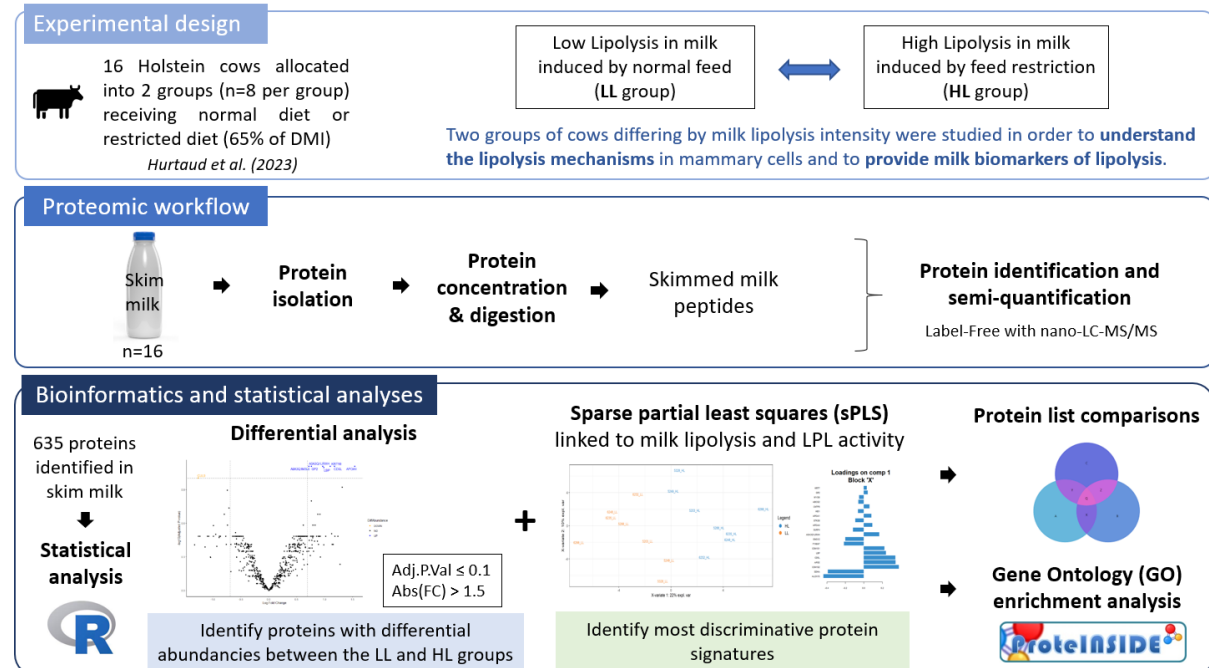 Experimental design
16 Holstein cows allocated
into 2 groups (n=8 per group)
receiving normal diet or
restricted diet (65% of DMI)
Hurtaud et al. (2023)
Low Lipolysis in milk
induced by normal feed
(LL group)
High Lipolysis in milk
induced by feed restriction
(HL group)
Two groups of cows differing by milk lipolysis intensity were studied in order to understand
the lipolysis mechanisms in mammary cells and to provide milk biomarkers of lipolysis.
Proteomic workflow
Skim
milk
n=16
Protein
isolation
Protein
concentration
& digestion
Skimmed milk
peptides
Protein identification and
semi-quantification
Label-Free with nano-LC-MS/MS
Bioinformatics and statistical analyses
635 proteins
identified in
skim milk
Statistical
analysis
R
Differential analysis
Adj.P.Val ≤ 0.1
Abs(FC) > 1.5
Identify proteins with differential
abundancies between the LL and HL groups
+
Sparse partial least squares (sPLS)
linked to milk lipolysis and LPL activity
Legend
HL
LL
Loadings on comp 1
Block 'X'
Identify most discriminative protein
signatures
Protein list comparisons
Gene Ontology (GO)
enrichment analysis
ProteINSIDE